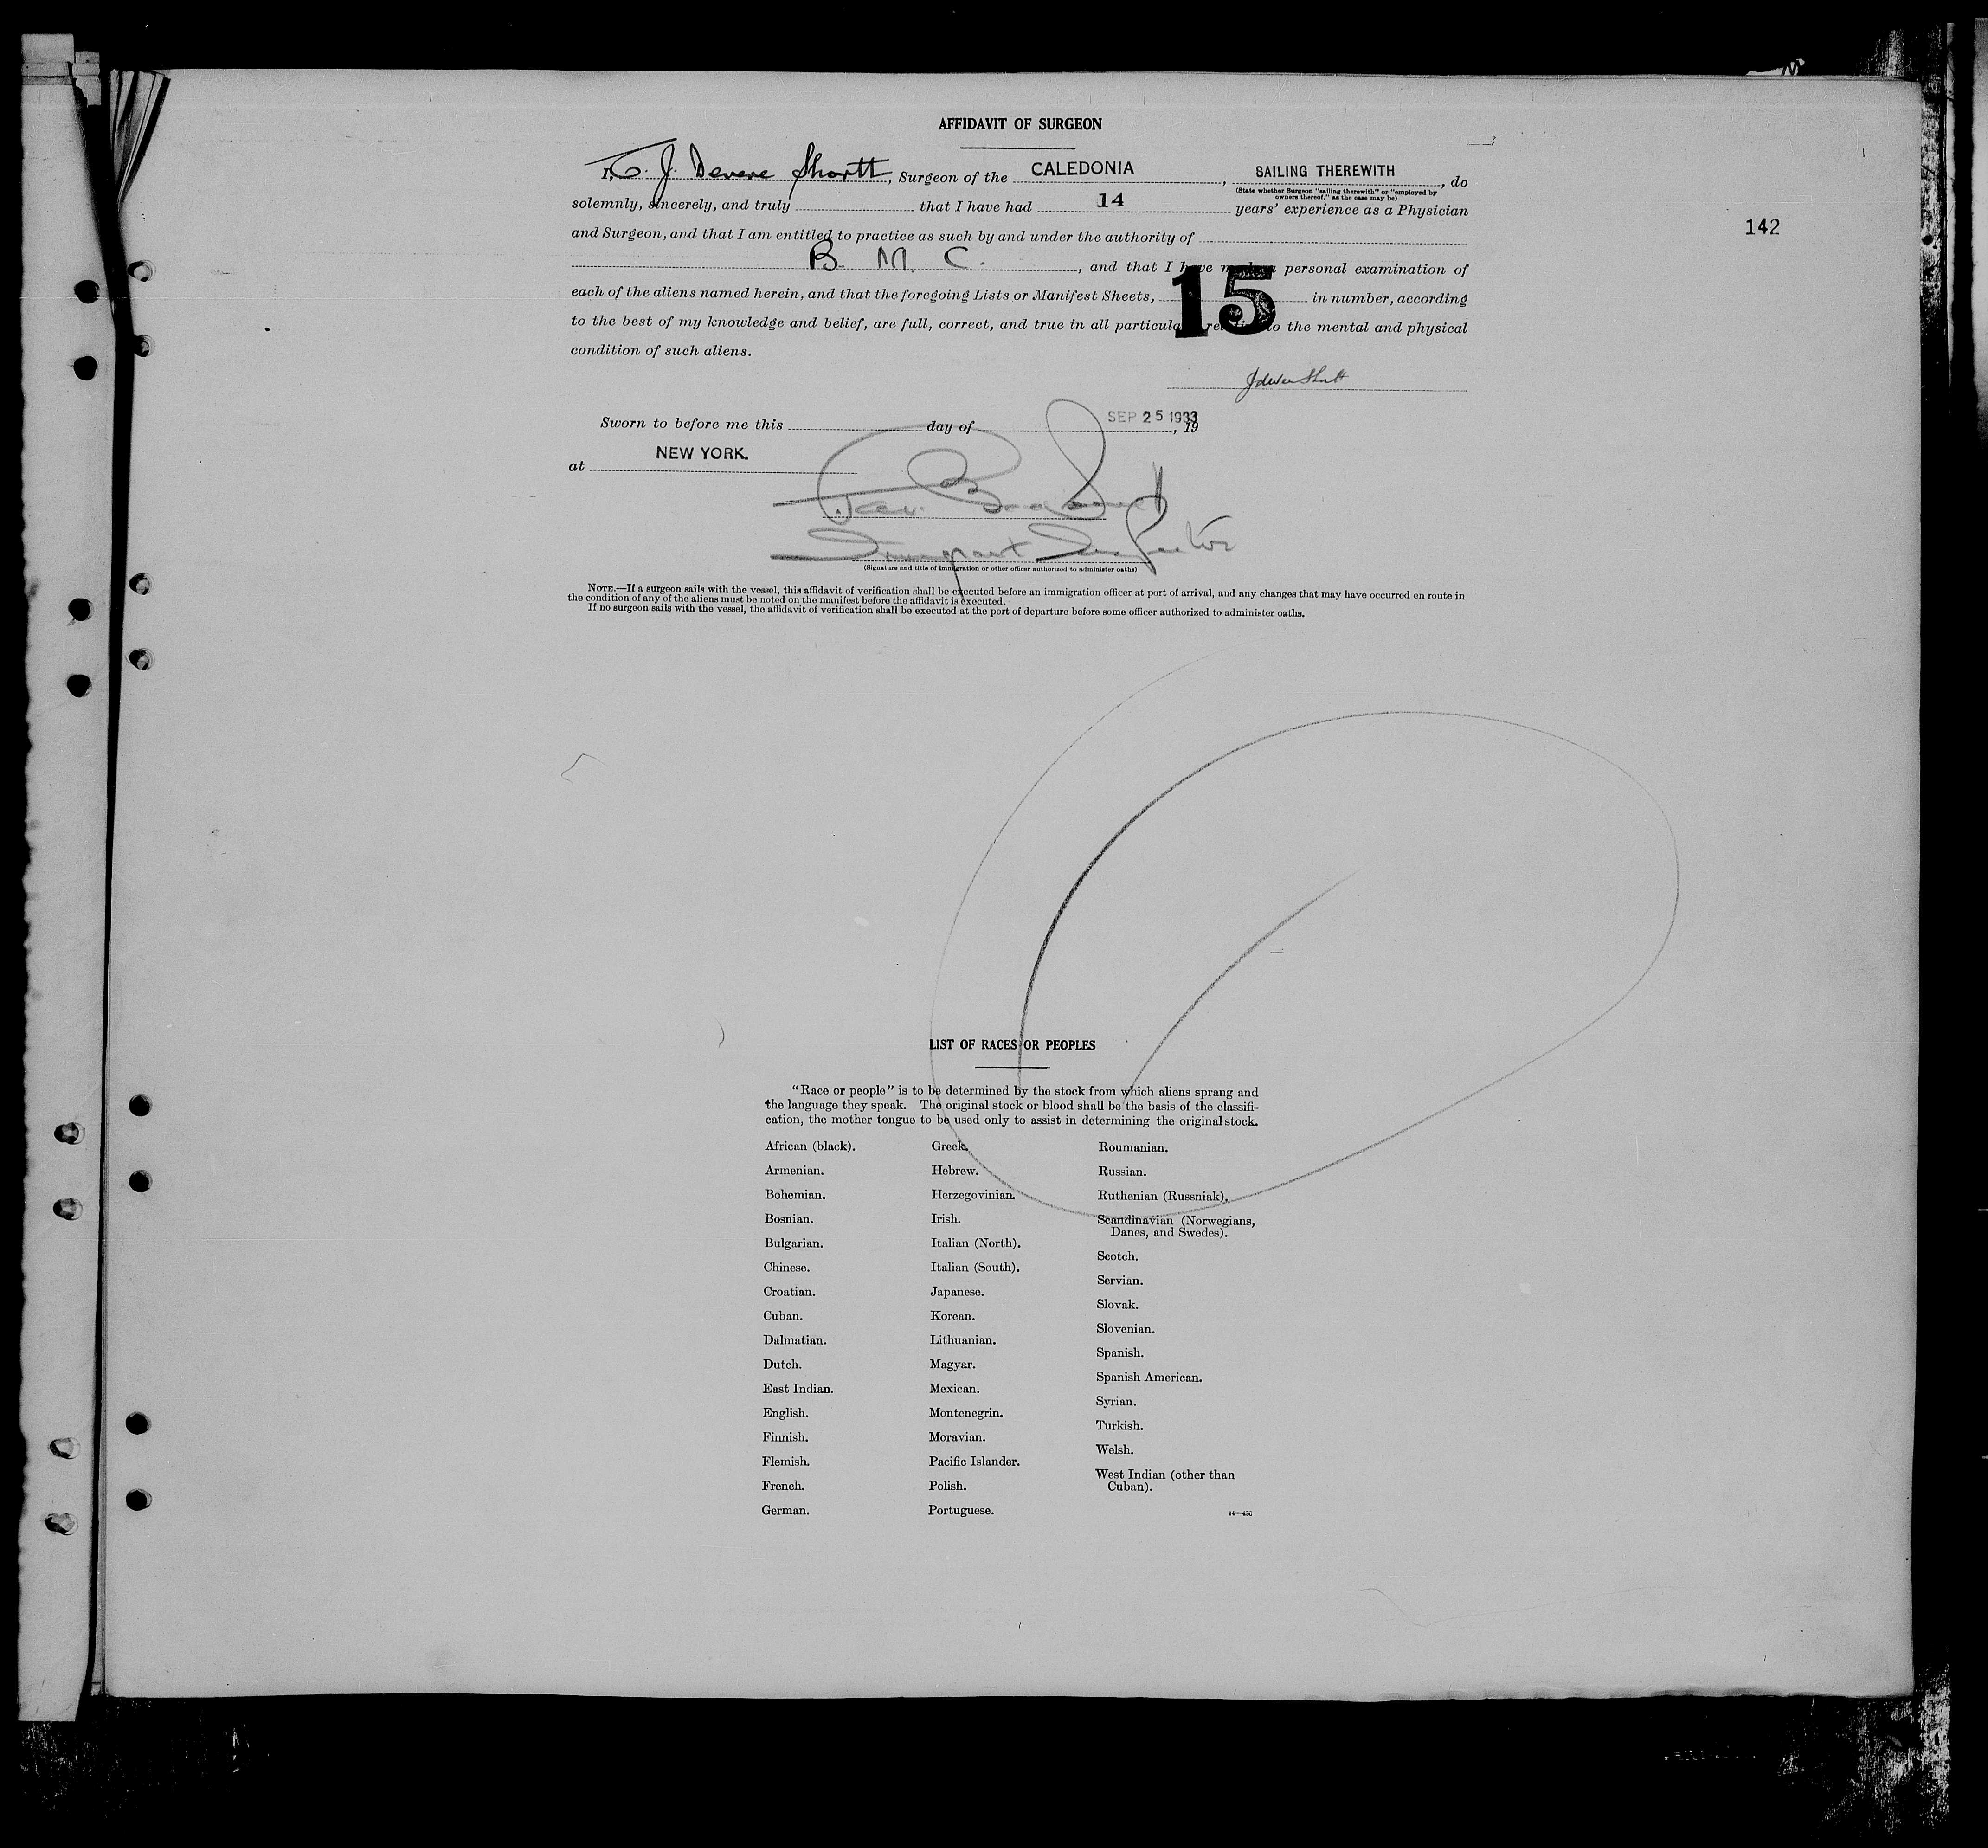 AFFIDAVIT OF SURGEON
I, J. Devere Shortt, Surgeon of the CALEDONIA, SAILING THEREWITH, do
(State whether Surgeon "sailing therewith" or "employed by owners thereof," as the case may be)
solemnly, sincerely, and truly that I have had 14 years' experience as a Physician
142
and Surgeon, and that I am entitled to practice as such by and under the authority of
B. M. C., and that I have made a personal examination of
each of the aliens named herein, and that the foregoing Lists or Manifest Sheets, 15 in number, according
to the best of my knowledge and belief, are full, correct, and true in all particulars relative to the mental and physical
condition of such aliens.
J devere Shortt
Sworn to before me this day of SEP 25 1933, 19
at NEW YORK.
Immigrant Inspector
(Signature and title of immigration or other officer authorized to administer oaths)
NOTE.—If a surgeon sails with the vessel, this affidavit of verification shall be executed before an immigration officer at port of arrival, and any changes that may have occurred en route in
the condition of any of the aliens must be noted on the manifest before the affidavit is executed.
If no surgeon sails with the vessel, the affidavit of verification shall be executed at the port of departure before some officer authorized to administer oaths.
LIST OF RACES OR PEOPLES
"Race or people" is to be determined by the stock from which aliens sprang and
the language they speak. The original stock or blood shall be the basis of the classifi-
cation, the mother tongue to be used only to assist in determining the original stock.
African (black).
Armenian.
Bohemian.
Bosnian.
Bulgarian.
Chinese.
Croatian.
Cuban.
Dalmatian.
Dutch.
East Indian.
English.
Finnish.
Flemish.
French.
German.
Greek.
Hebrew.
Herzegovinian.
Irish.
Italian (North).
Italian (South).
Japanese.
Korean.
Lithuanian.
Magyar.
Mexican.
Montenegrin.
Moravian.
Pacific Islander.
Polish.
Portuguese.
Roumanian.
Russian.
Ruthenian (Russniak).
Scandinavian (Norwegians,
Danes, and Swedes).
Scotch.
Servian.
Slovak.
Slovenian.
Spanish.
Spanish American.
Syrian.
Turkish.
Welsh.
West Indian (other than
Cuban).